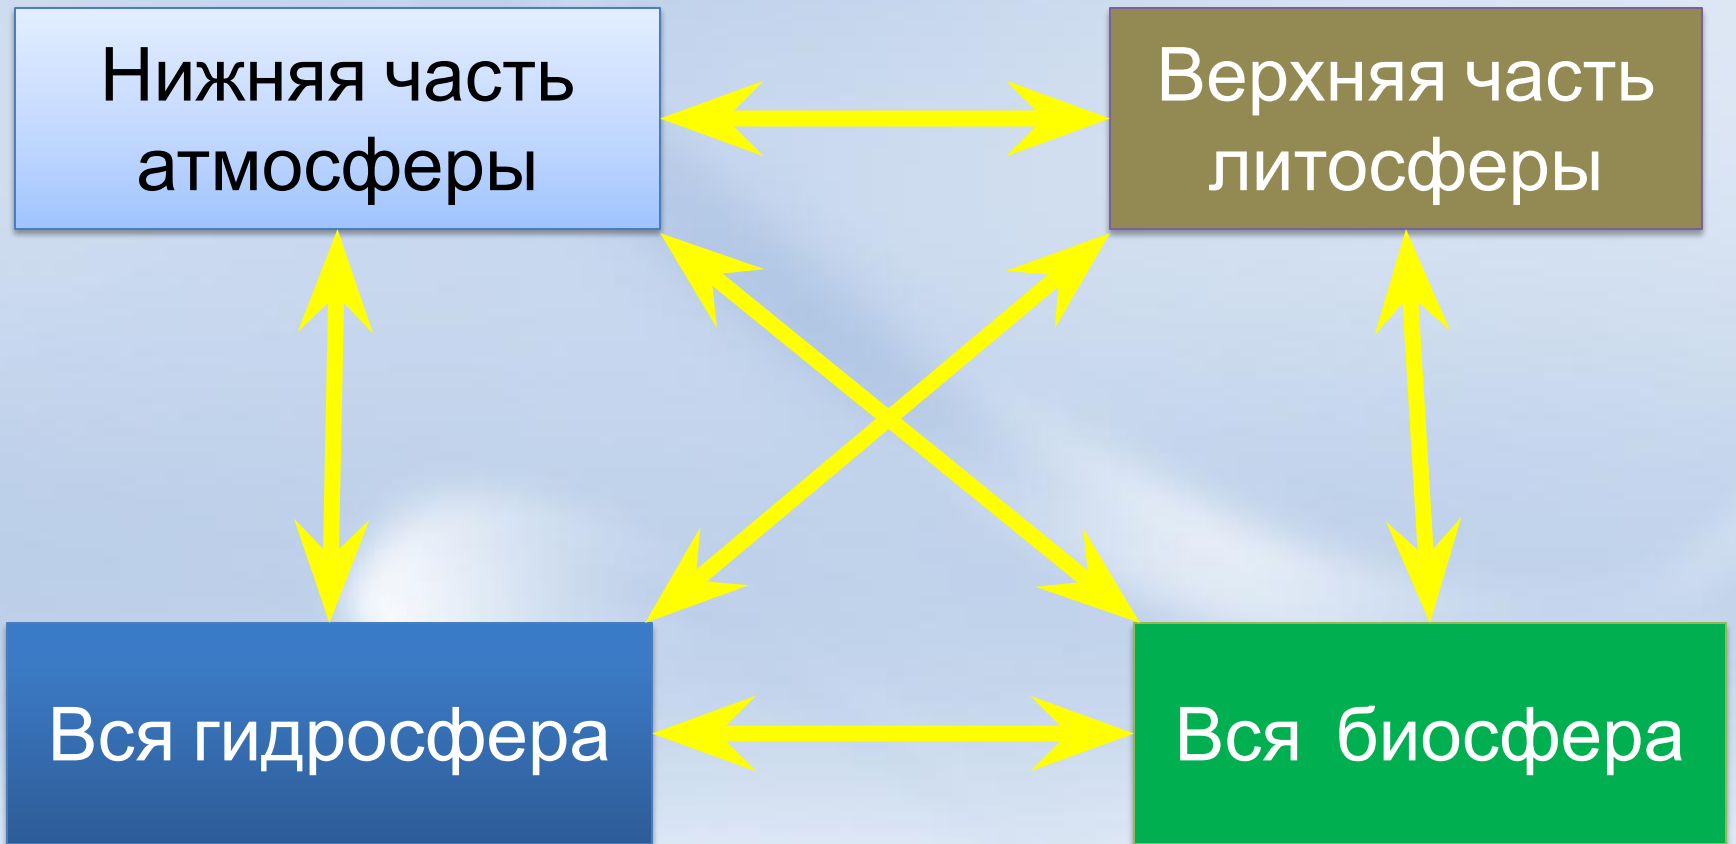 Нижняя часть
атмосферы
Верхняя часть
литосферы
Вся гидросфера
Вся биосфера